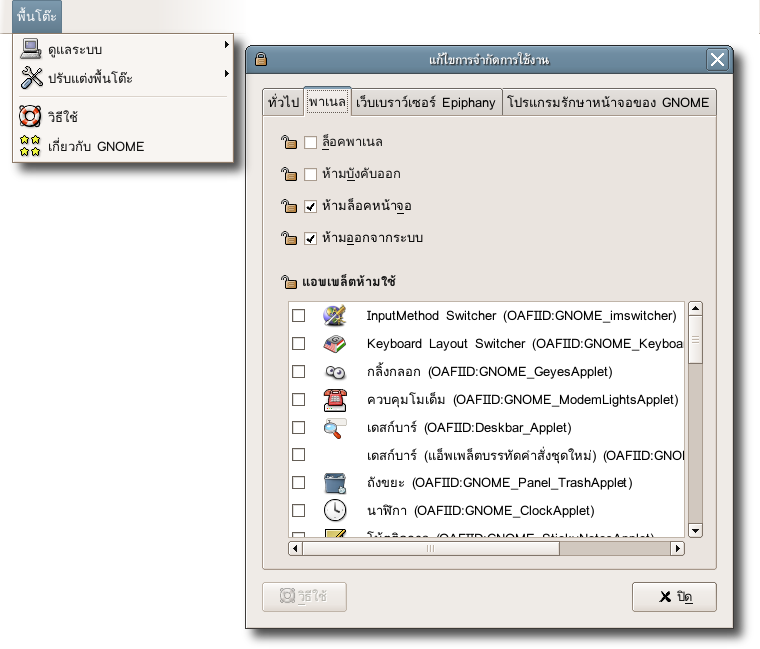 พื้นโต๊ะ
ดูแลระบบ
ปรับแต่งพื้นโต๊ะ
วิธีใช้
เกี่ยวกับ GNOME
แก้ไขการจำกัดการใช้งาน
ทั่วไป พาเนล เว็บเบราว์เซอร์ Epiphany โปรแกรมรักษาหน้าจอของ GNOME
ล็อคพาเนล
ห้ามบังคับออก
ห้ามล็อคหน้าจอ
ห้ามออกจากระบบ
แอพเพล็ตห้ามใช้
InputMethod Switcher (OAFIID:GNOME_imswitcher)
Keyboard Layout Switcher (OAFIID:GNOME_Keyboa
กลิ้งกลอก (OAFIID:GNOME_GeyesApplet)
ควบคุมโมเด็ม (OAFIID:GNOME_ModemLightsApplet)
เดสก์บาร์ (OAFIID:Deskbar_Applet)
เดสก์บาร์ (แอ็พเพล็ตบรรทัดคำสั่งชุดใหม่) (OAFIID:GNO
ถังขยะ (OAFIID:GNOME_Panel_TrashApplet)
นาฬิกา (OAFIID:GNOME_ClockApplet)
(OAFIID:GNOME_StickyNotesApplet)
วิธีใช้
ปิด